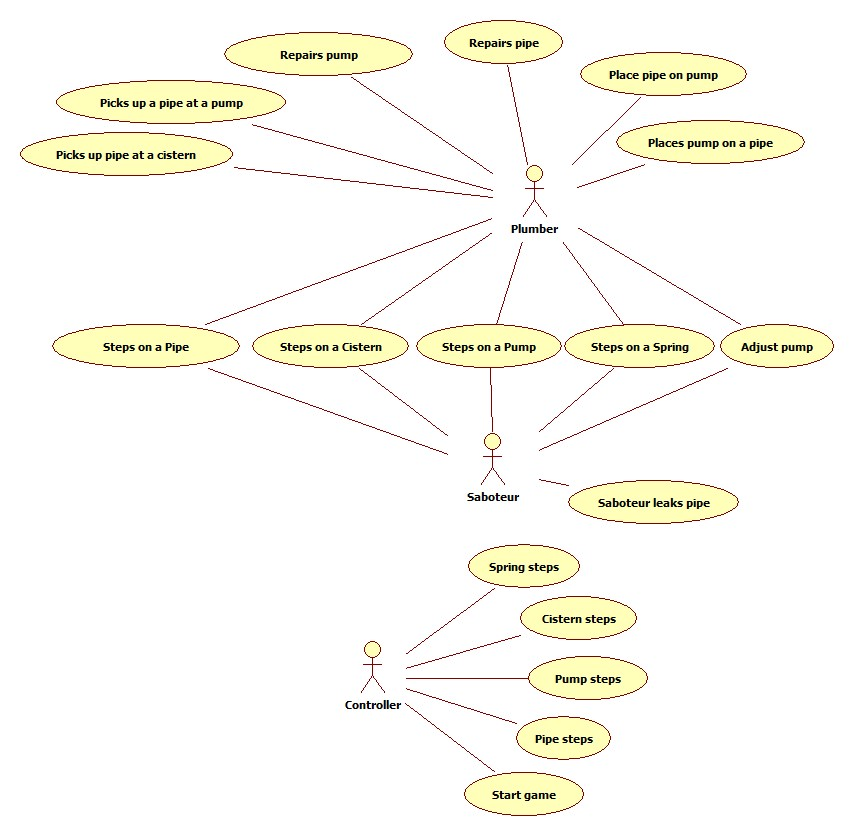 Repairs pipe
Repairs pump
Place pipe on pump
Picks up a pipe at a pump
Places pump on a pipe
Picks up pipe at a cistern
Plumber
Steps on a Pipe
Steps on a Cistern
Steps on a Pump
Steps on a Spring
Adjust pump
Saboteur
Saboteur leaks pipe
Spring steps
Cistern steps
Pump steps
Controller
Pipe steps
Start game